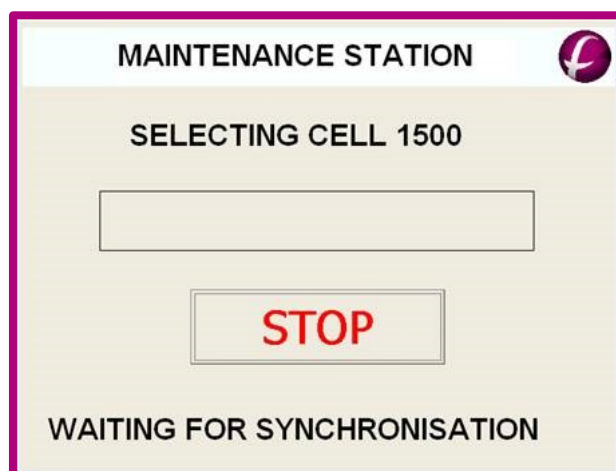 MAINTENANCE STATION
SELECTING CELL 1500
STOP
WAITING FOR SYNCHRONISATION